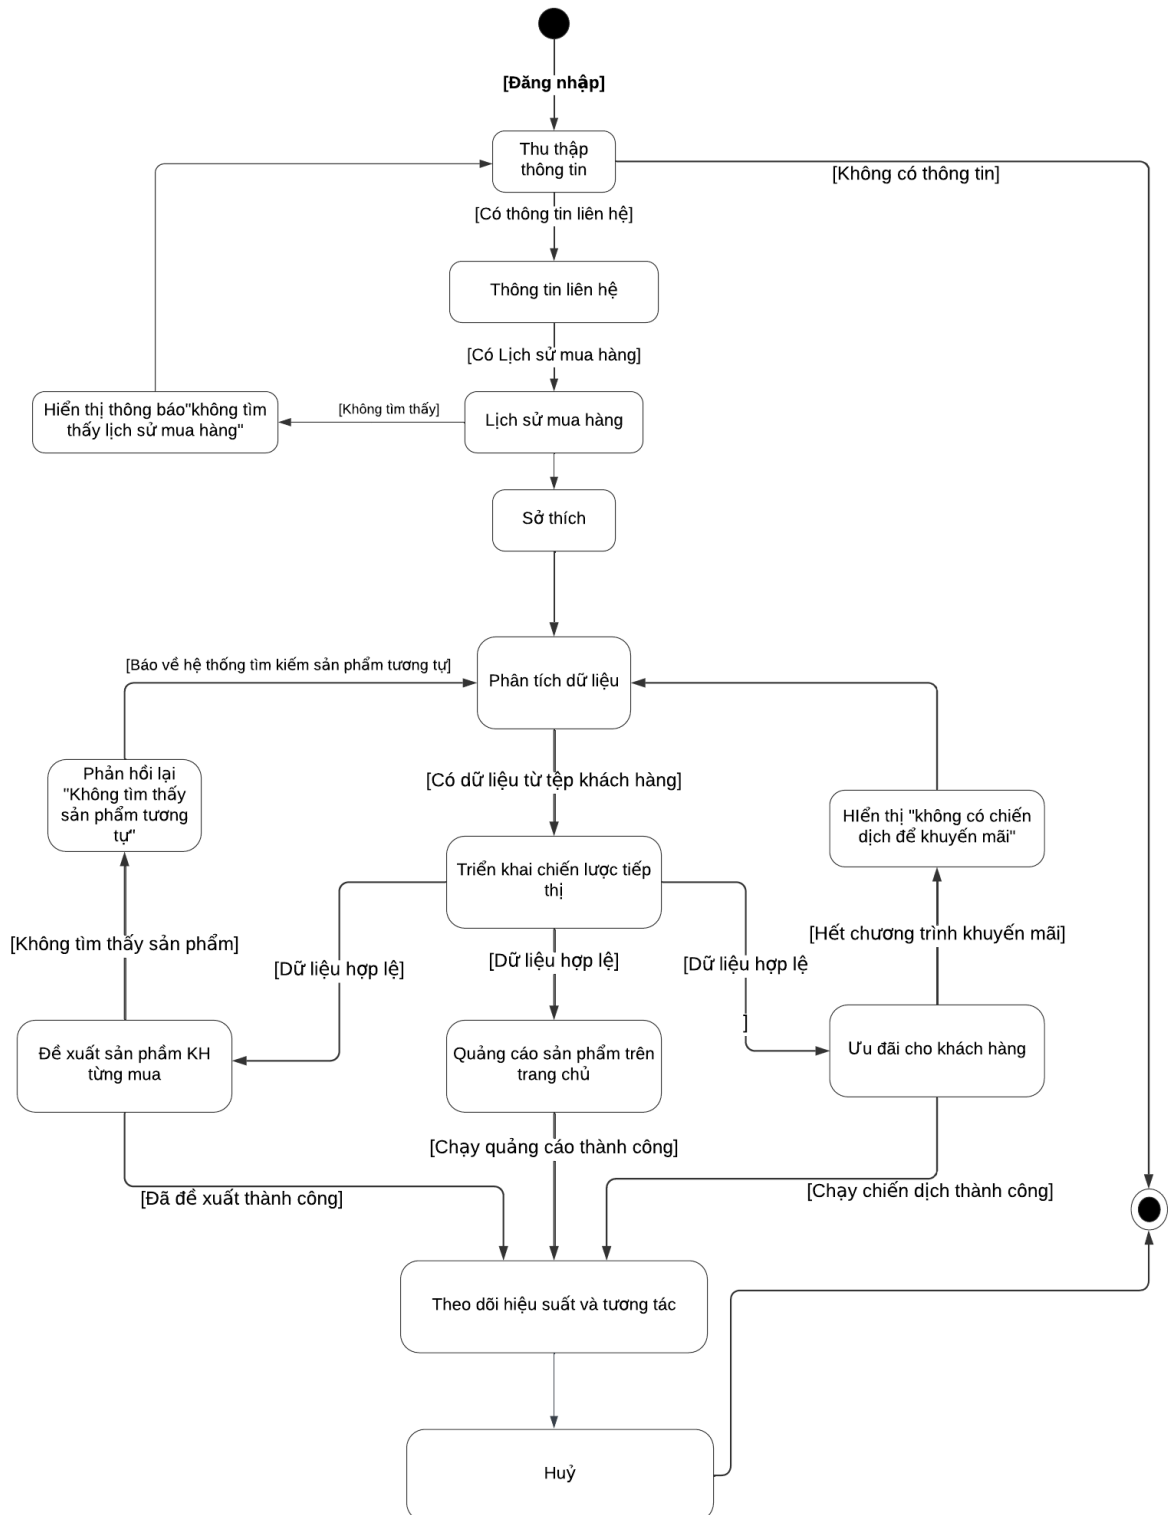 [Đăng nhập]
Thu thập
thông tin
[Không có thông tin]
[Có thông tin liên hệ]
Thông tin liên hệ
[Có Lịch sử mua hàng]
Hiển thị thông báo"không tìm
thấy lịch sử mua hàng"
[Không tìm thấy]
Lịch sử mua hàng
Sở thích
[Báo về hệ thống tìm kiếm sản phẩm tương tự]
Phân tích dữ liệu
Phản hồi lại
"Không tìm thấy
sản phẩm tương
tự"
[Có dữ liệu từ tệp khách hàng]
HIển thị "không có chiến
dịch để khuyến mãi"
Triển khai chiến lược tiếp
thị
[Không tìm thấy sản phẩm]
[Hết chương trình khuyến mãi]
[Dữ liệu hợp lệ]
[Dữ liệu hợp lệ]
[Dữ liệu hợp lệ
]
Đề xuất sản phầm KH
từng mua
Quảng cáo sản phẩm trên
trang chủ
Ưu đãi cho khách hàng
[Chạy quảng cáo thành công]
[Đã đề xuất thành công]
[Chạy chiến dịch thành công]
Theo dõi hiệu suất và tương tác
Huỷ